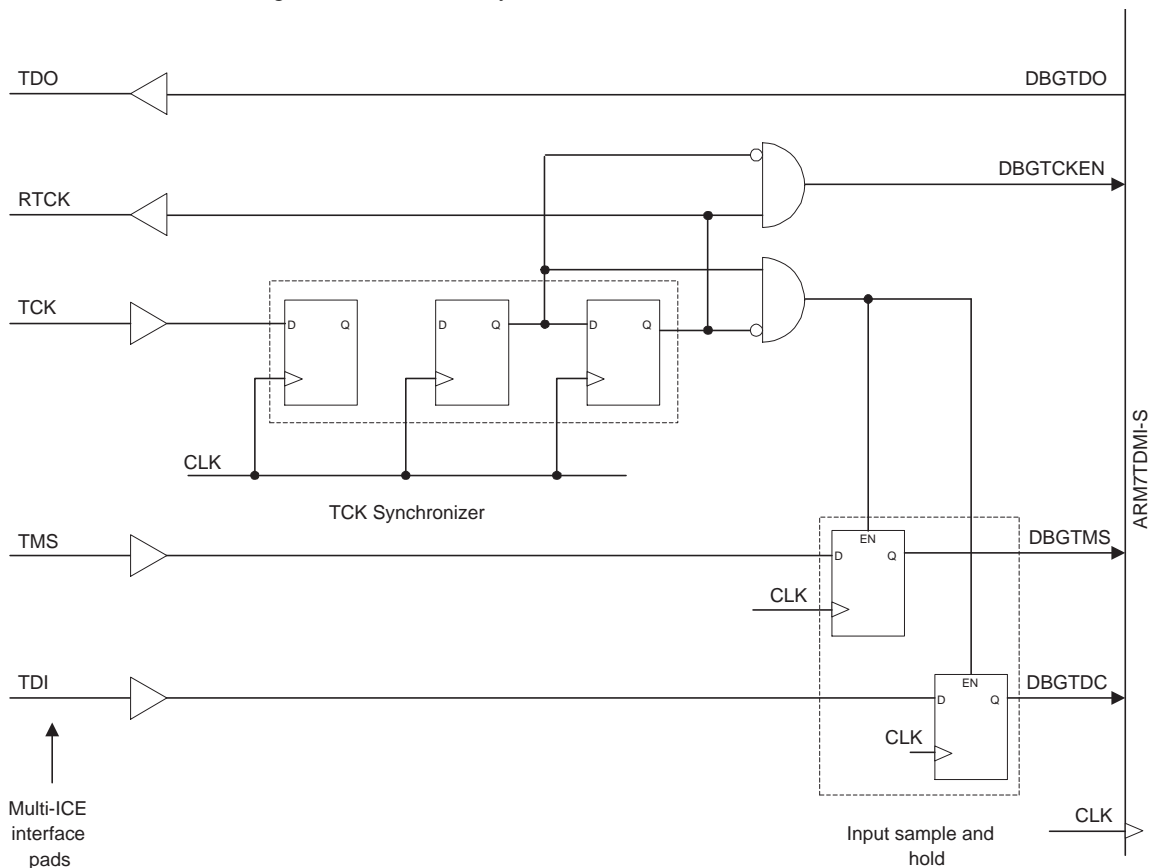 TDO
DBGTDO
DBGTCKEN
RTCK
TCK
D
Q
D
Q
D
Q
CLK
TCK Synchronizer
ARM7TDMI-S
TMS
EN
D
Q
DBGTMS
CLK
TDI
EN
D
Q
DBGTDC
CLK
Multi-ICE
interface
pads
Input sample and
hold
CLK